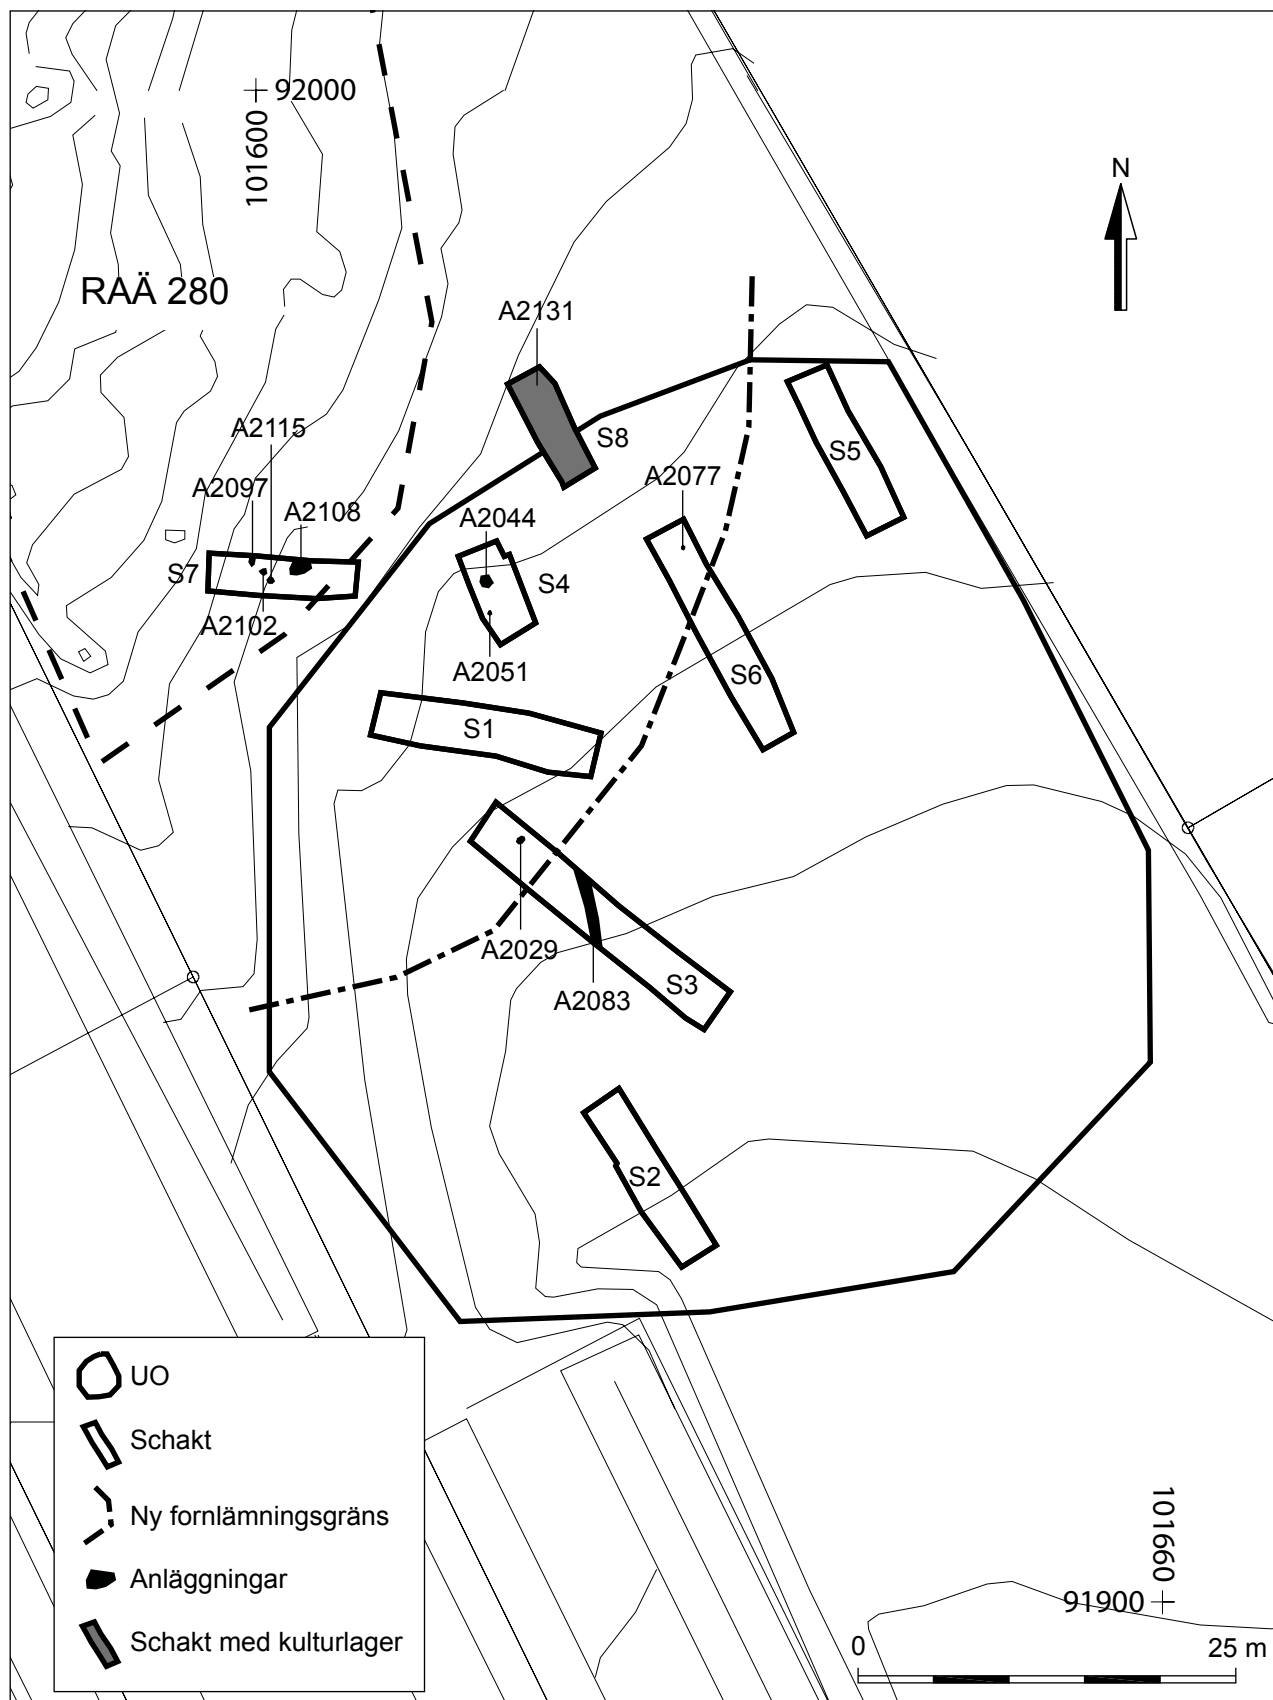 92000
101600
N
RAÄ 280
A2131
A2115
S8
S5
A2097
A2077
A2108
A2044
S7
S4
A2102
A2051
S6
S1
A2029
S3
A2083
S2
UO
Schakt
Ny fornlämningsgräns
Anläggningar
Schakt med kulturlager
101660
91900
0
25 m